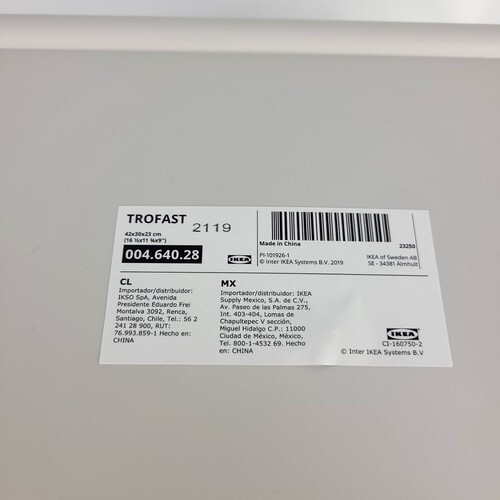 TROFAST
2119
42x30x23 cm
(16 ½x11 ¾x9")
004.640.28
IKEA
Made in China
23250
PI-101926-1
© Inter IKEA Systems B.V. 2019
IKEA of Sweden AB
SE - 34381 Älmhult
CL
Importador/distribuidor:
IKSO SpA, Avenida
Presidente Eduardo Frei
Montalva 3092, Renca,
Santiago, Chile, Tel.: 56 2
241 28 900, RUT:
76.993.859-1 Hecho en:
CHINA
MX
Importador/distribuidor: IKEA
Supply Mexico, S.A. de C.V.,
Av. Paseo de las Palmas 275,
Int. 403-404, Lomas de
Chapultepec V sección,
Miguel Hidalgo C.P.: 11000
Ciudad de México, México,
Tel. 800-1-4532 69. Hecho
en: CHINA
IKEA
CI-160750-2
© Inter IKEA Systems B.V